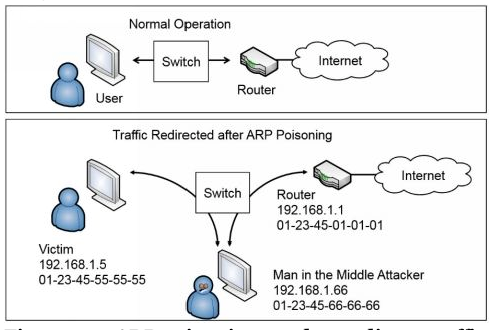 Normal Operation
Switch
Internet
User
Router
Traffic Redirected after ARP Poisoning
Switch
Internet
Router
192.168.1.1
01-23-45-01-01-01
Victim
192.168.1.5
01-23-45-55-55-55
Man in the Middle Attacker
192.168.1.66
01-23-45-66-66-66